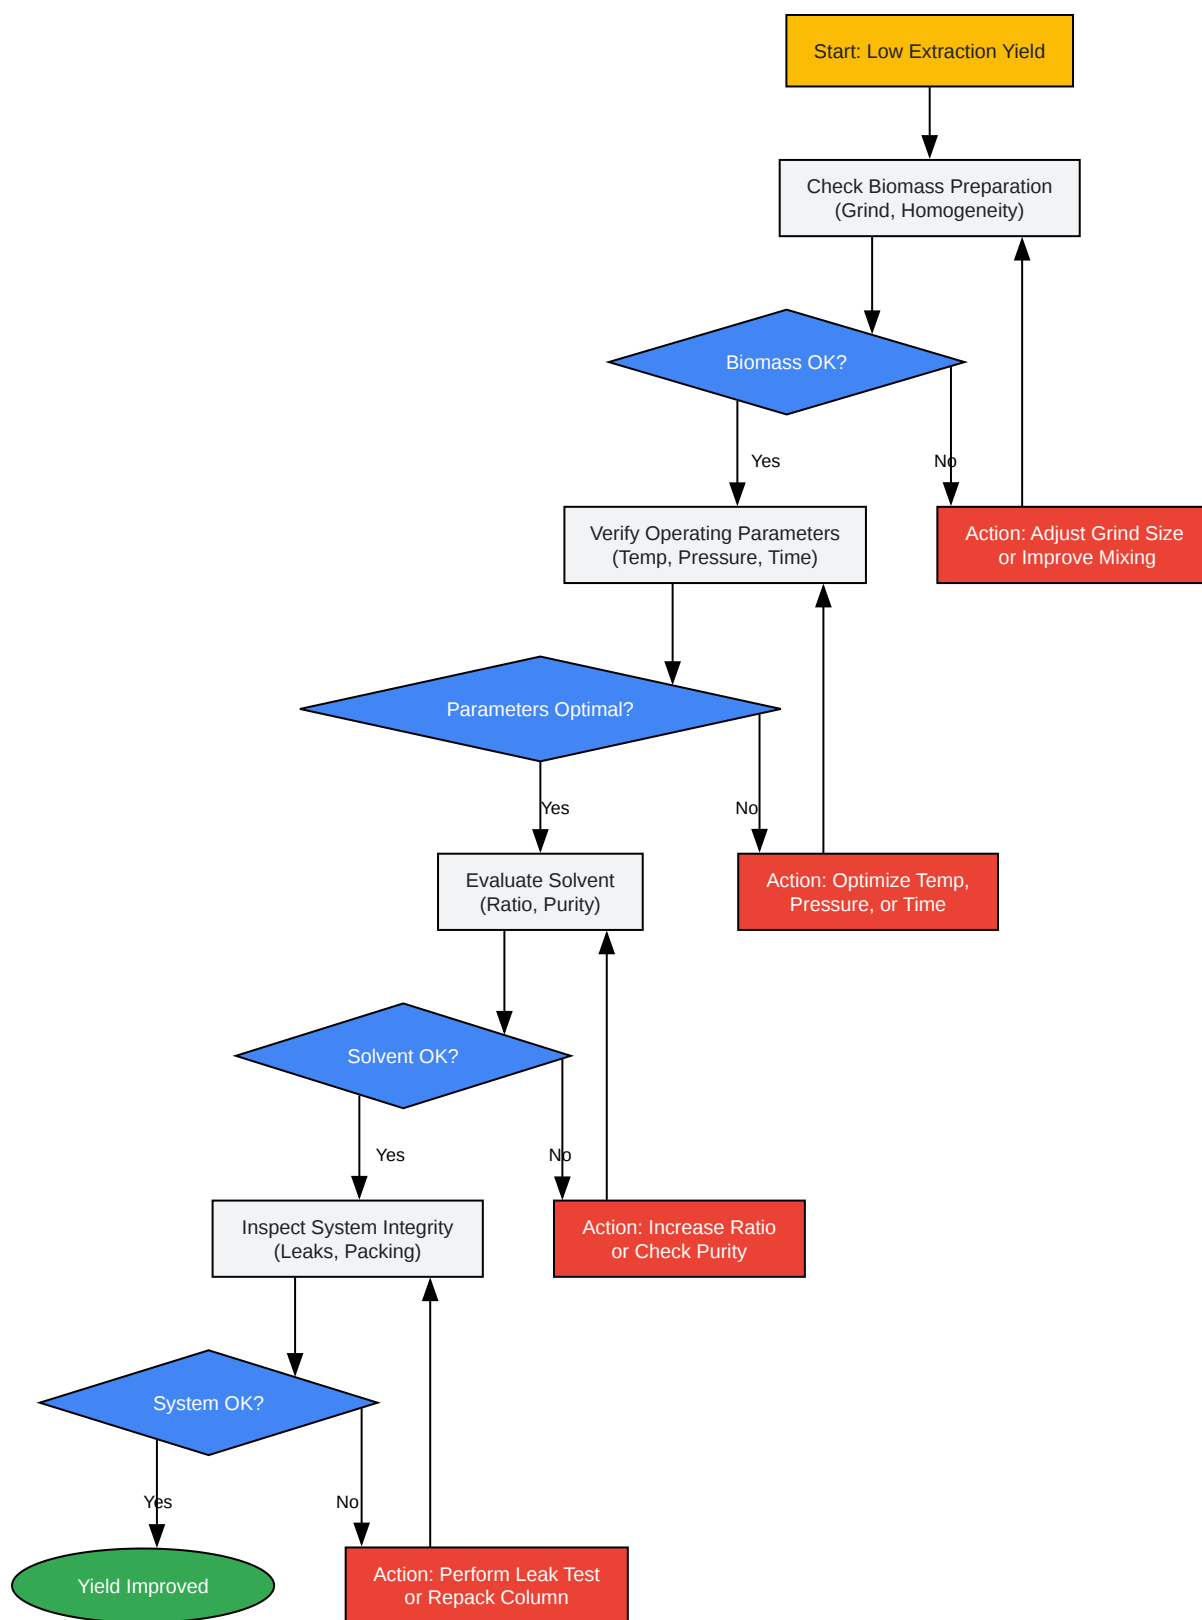 Start: Low Extraction Yield
Check Biomass Preparation
(Grind, Homogeneity)
Biomass OK?
Yes
No
Verify Operating Parameters
(Temp, Pressure, Time)
Action: Adjust Grind Size
or Improve Mixing
Parameters Optimal?
Yes
No
Evaluate Solvent
(Ratio, Purity)
Action: Optimize Temp,
Pressure, or Time
Solvent OK?
Yes
No
Inspect System Integrity
(Leaks, Packing)
Action: Increase Ratio
or Check Purity
System OK?
Yes
No
Yield Improved
Action: Perform Leak Test
or Repack Column